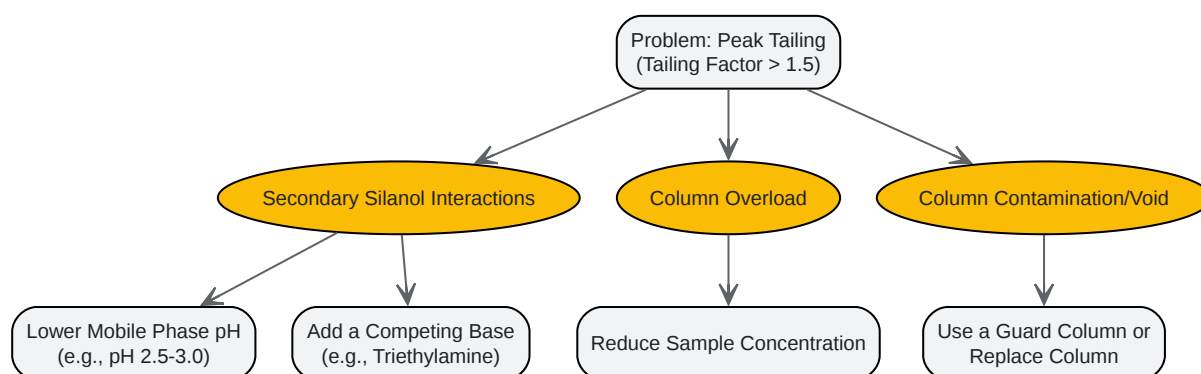 Problem: Peak Tailing
(Tailing Factor > 1.5)
Secondary Silanol Interactions
Column Overload
Column Contamination/Void
Lower Mobile Phase pH
(e.g., pH 2.5-3.0)
Add a Competing Base
(e.g., Triethylamine)
Reduce Sample Concentration
Use a Guard Column or
Replace Column